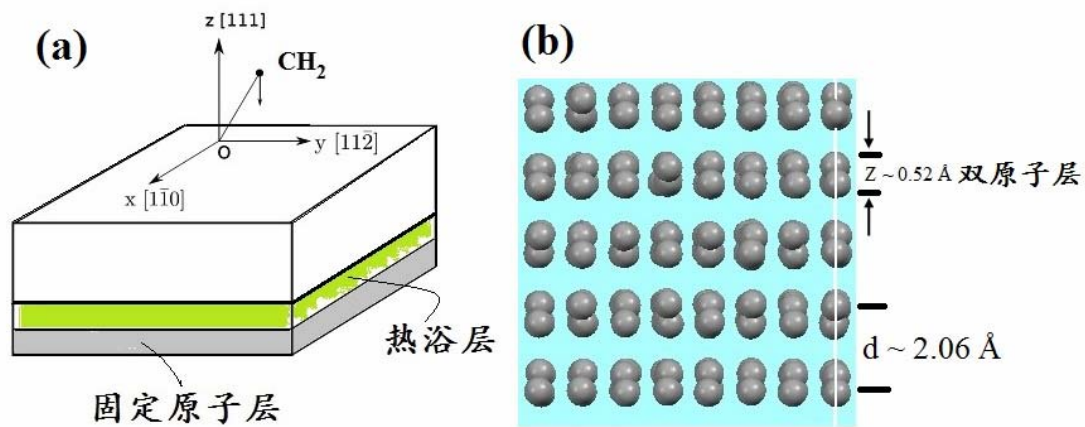 (a)
z [111]
CH₂
O
y [112̄]
x [11̄0]
热浴层
固定原子层
(b)
Z ~ 0.52 Å 双原子层
d ~ 2.06 Å